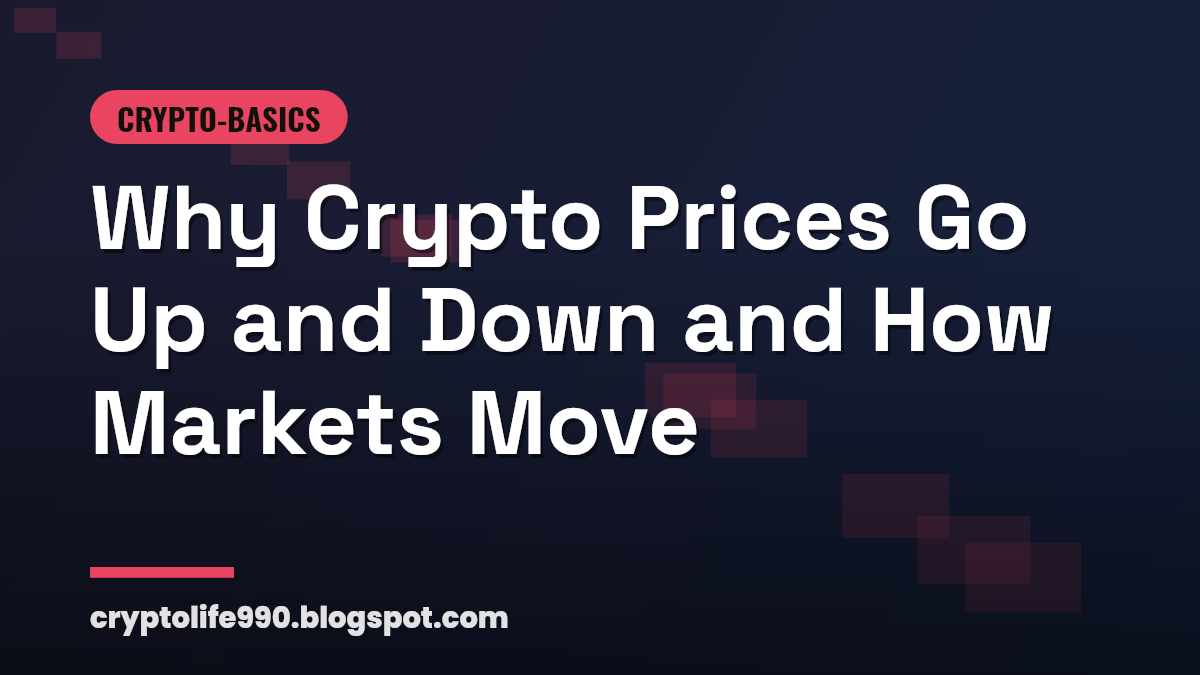 CRYPTO-BASICS
Why Crypto Prices Go
Up and Down and How
Markets Move
cryptolife990.blogspot.com